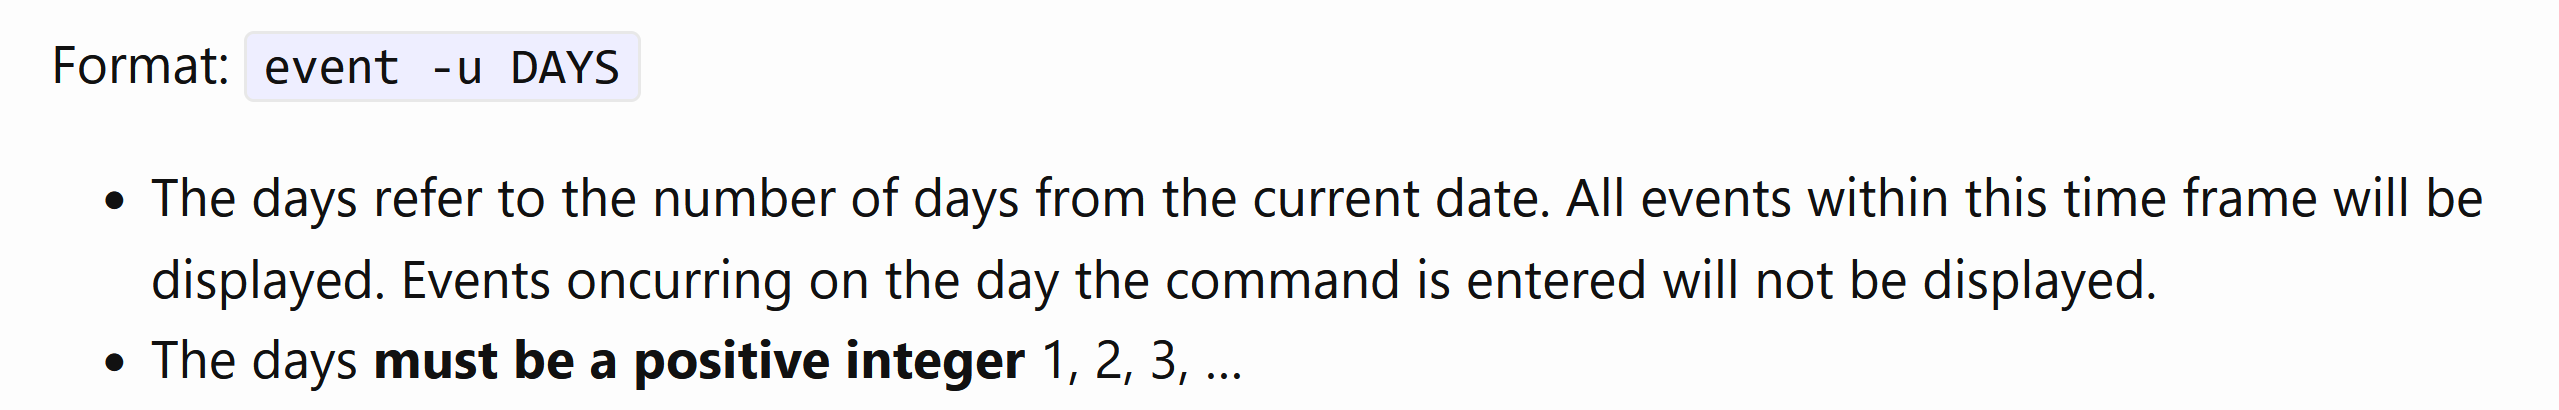 Format: event -u DAYS
• The days refer to the number of days from the current date. All events within this time frame will be
displayed. Events oncurring on the day the command is entered will not be displayed.
• The days must be a positive integer 1, 2, 3, ...